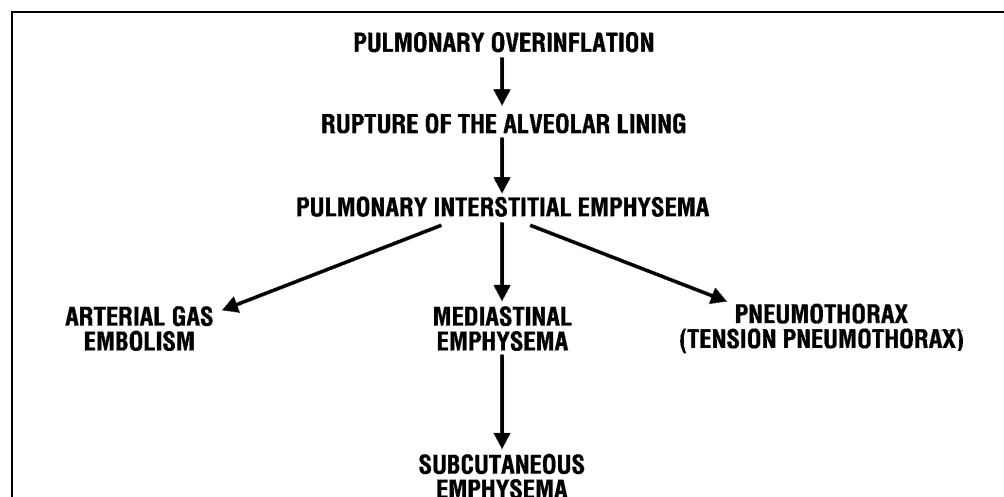 PULMONARY OVERINFLATION
RUPTURE OF THE ALVEOLAR LINING
PULMONARY INTERSTITIAL EMPHYSEMA
ARTERIAL GAS
EMBOLISM
MEDIASTINAL
EMPHYSEMA
PNEUMOTHORAX
(TENSION PNEUMOTHORAX)
SUBCUTANEOUS
EMPHYSEMA